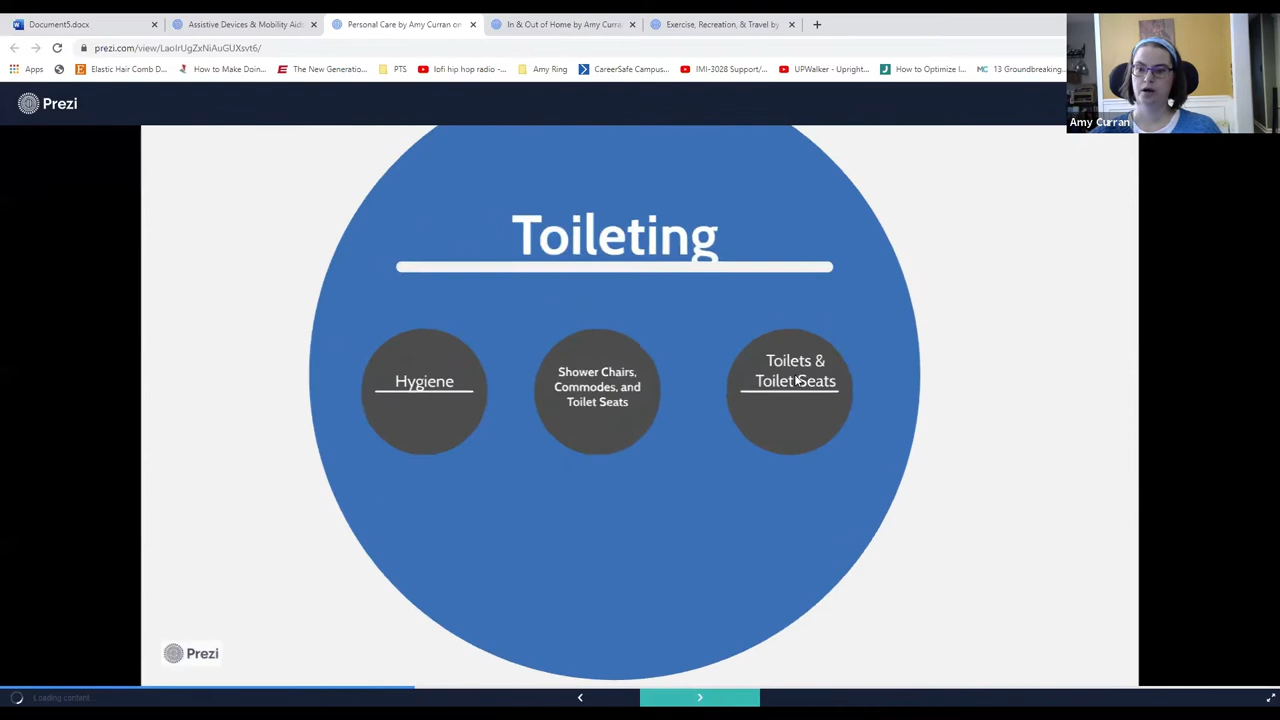 Document5.docx
Assistive Devices & Mobility Aids
Personal Care by Amy Curran on
In & Out of Home by Amy Curra
Exercise, Recreation, & Travel by
prezi.com/view/LaoIrUgZxNiAuGUXsvt6/
Apps
Elastic Hair Comb D...
How to Make Doin...
The New Generatio...
PTS
lofi hip hop radio -...
Amy Ring
CareerSafe Campus...
IMI-3028 Support/...
UPWalker - Upright...
How to Optimize I...
MC
13 Groundbreaking...
Prezi
Amy Curran
Toileting
Hygiene
Shower Chairs,
Commodes, and
Toilet Seats
Toilets &
Toilet Seats
Prezi
Loading content